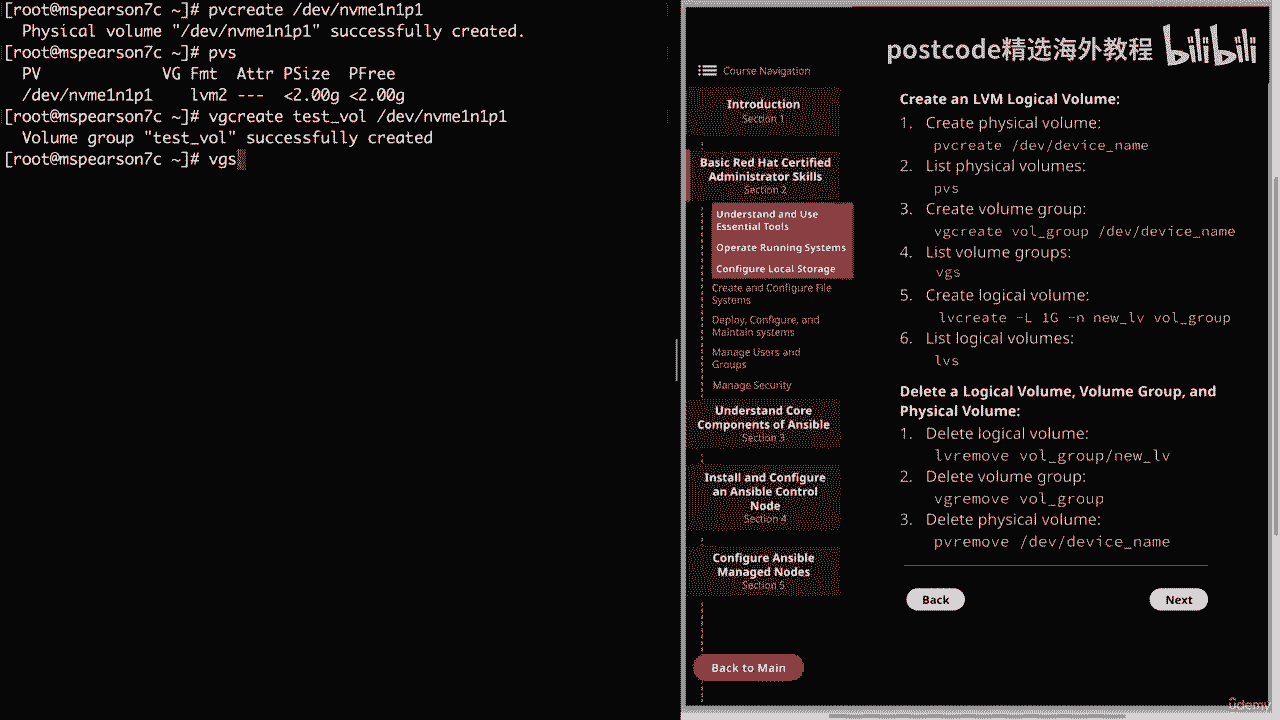 [root@mspearson7c ~]# pvcreate /dev/nvme1n1p1
Physical volume "/dev/nvme1n1p1" successfully created.
[root@mspearson7c ~]# pvs
PV VG Fmt ttr PSize PFree
/dev/nvme1n1p1 lvm2 --- <2.00g <2.00g
[root@mspearson7c ~]# vgcreate test_vol /dev/nvme1n1p1
Volume group "test_vol" successfully created
[root@mspearson7c ~]# vgs
postcode精选海外教程 bilibili
Course Navigation
Introduction
Section 1
Basic Red Hat Certified
Administrator Skills
Section 2
Understand and Use
Essential Tools
Operate Running Systems
Configure Local Storage
Create and Configure File
Systems
Deploy, Configure, and
Maintain systems
Manage Users and
Groups
Manage Security
Understand Core
Components of Ansible
Section 3
Install and Configure
an Ansible Control
Node
Section 4
Configure Ansible
Managed Nodes
Section 5
Back to Main
Create an LVM Logical Volume:
1. Create physical volume:
pvcreate /dev/device_name
2. List physical volumes:
pvs
3. Create volume group:
vgcreate vol_group /dev/device_name
4. List volume groups:
vgs
5. Create logical volume:
lvcreate -L 1G -n new_lv vol_group
6. List logical volumes:
lvs
Delete a Logical Volume, Volume Group, and
Physical Volume:
1. Delete logical volume:
lvremove vol_group/new_lv
2. Delete volume group:
vgremove vol_group
3. Delete physical volume:
pvremove /dev/device_name
Back
Next
ûdemy